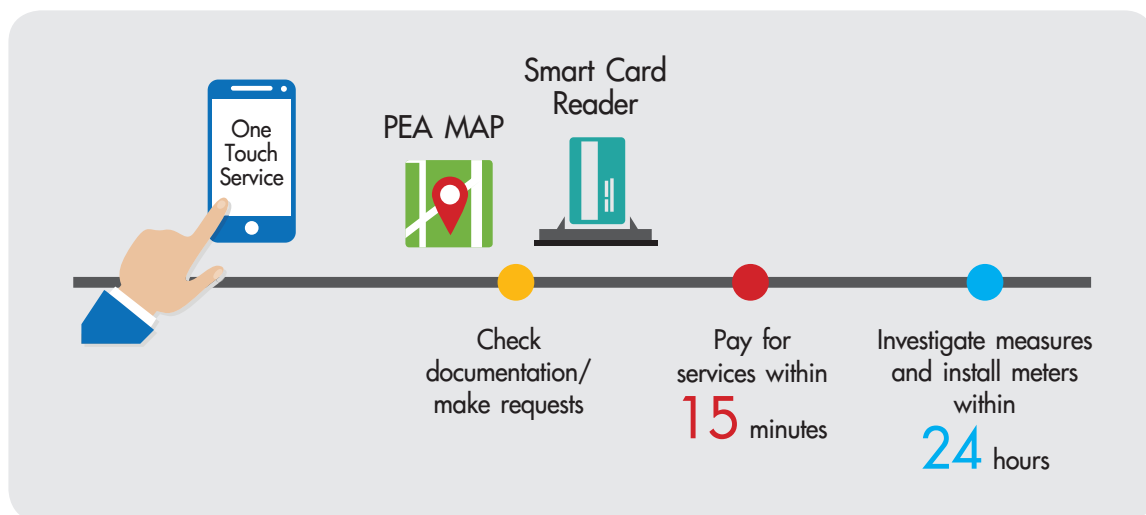 One
Touch
Service
PEA MAP
Smart Card
Reader
Check
documentation/
make requests
Pay for
services within
15 minutes
Investigate measures
and install meters
within
24 hours